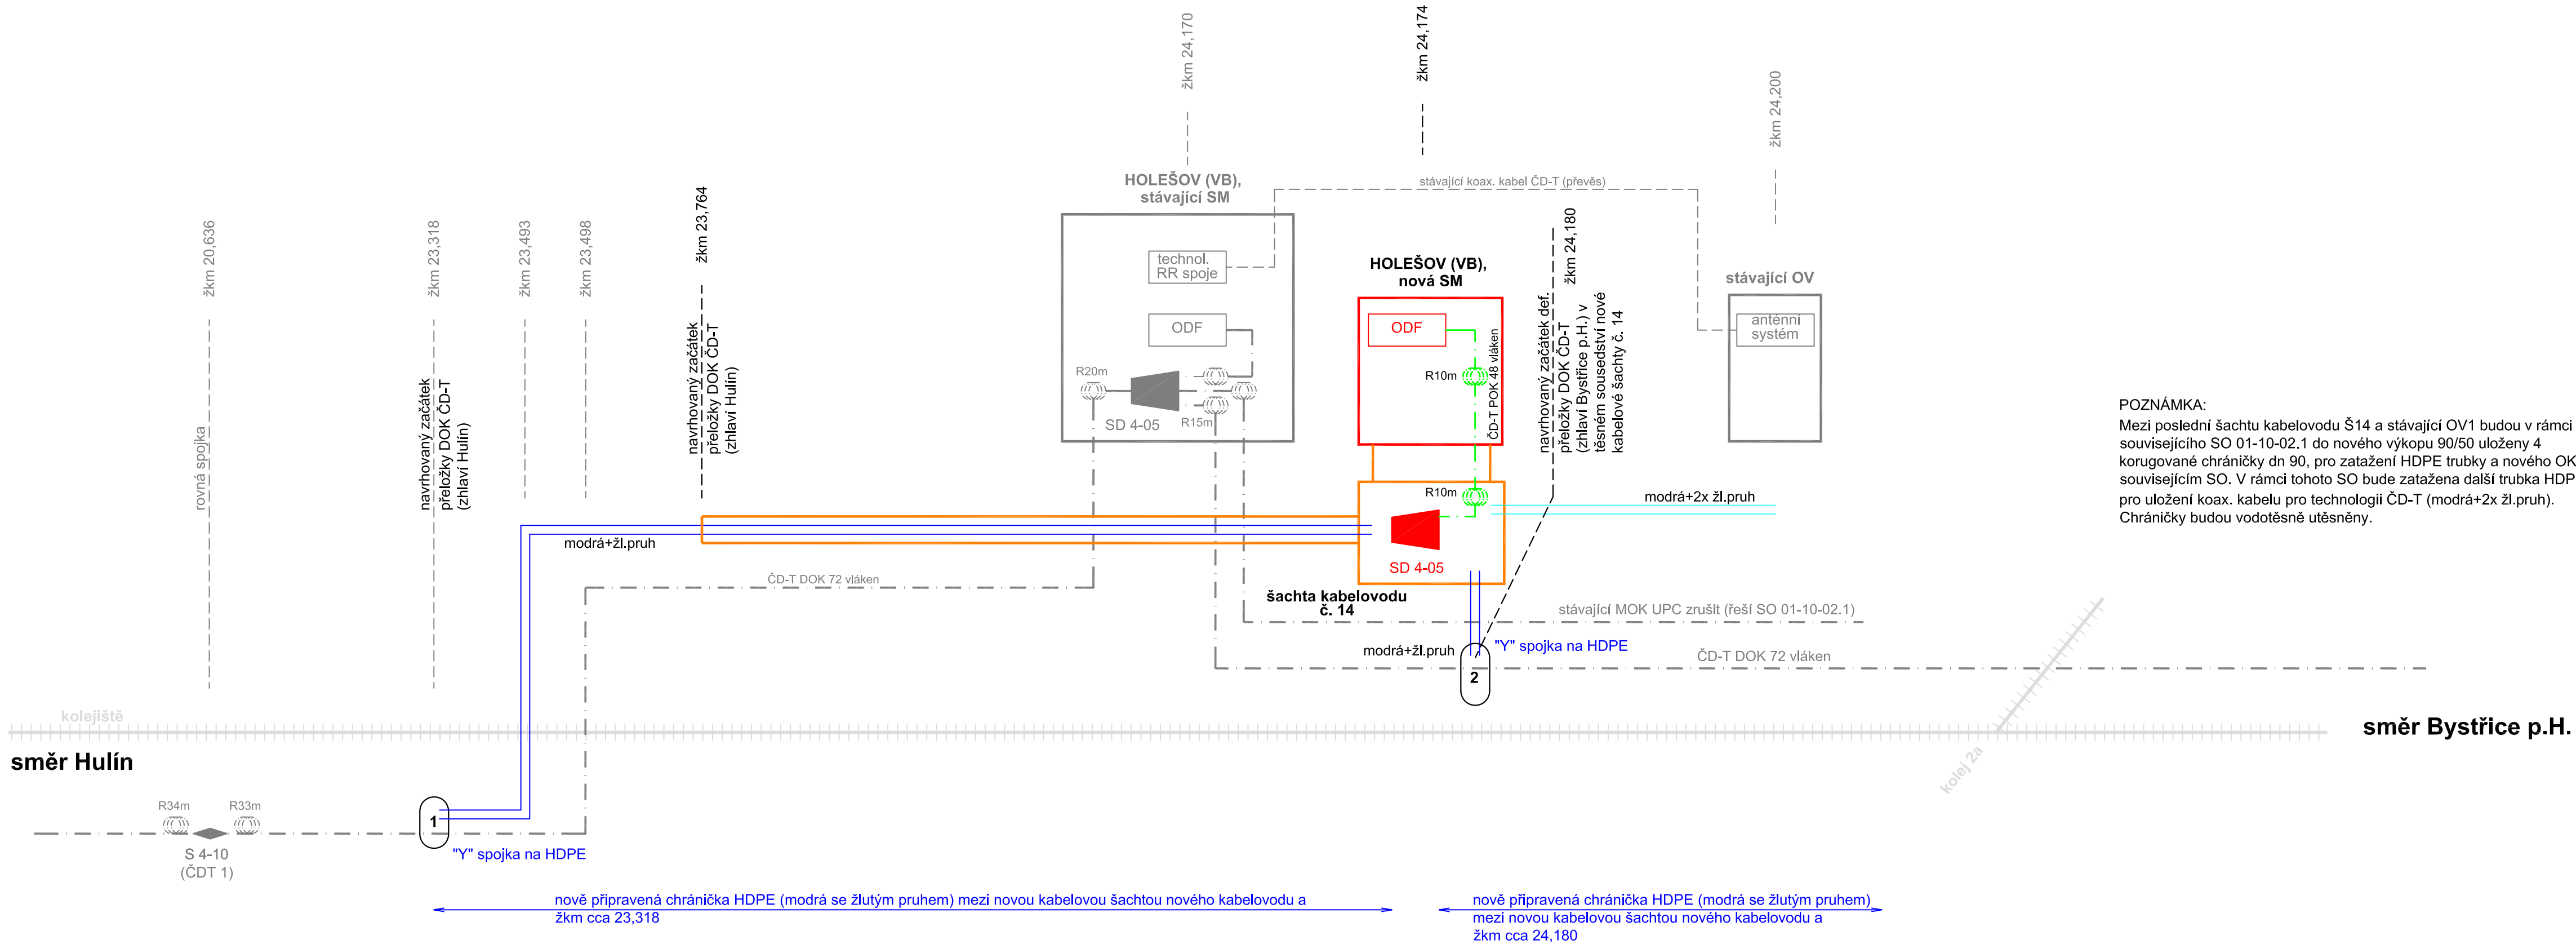 žkm 20,636
rovná spojka
žkm 23,318
navrhovaný začátek
přeložky DOK ČD-T
(zhlaví Hulín)
žkm 23,493
žkm 23,498
žkm 23,764
navrhovaný začátek
přeložky DOK ČD-T
(zhlaví Hulín)
žkm 24,170
HOLEŠOV (VB),
stávající SM
technol.
RR spoje
ODF
R20m
SD 4-05
R15m
žkm 24,174
stávající koax. kabel ČD-T (převěs)
HOLEŠOV (VB),
nová SM
ODF
R10m
ČD-T POK 48 vláken
R10m
SD 4-05
šachta kabelovodu
č. 14
žkm 24,180
navrhovaný začátek def.
přeložky DOK ČD-T
(zhlaví Bystřice p.H.) v
těsném sousedství nové
kabelové šachty č. 14
žkm 24,200
stávající OV
anténní
systém
modrá+2x žl.pruh
modrá+žl.pruh
ČD-T DOK 72 vláken
stávající MOK UPC zrušit (řeší SO 01-10-02.1)
modrá+žl.pruh
"Y" spojka na HDPE
2
ČD-T DOK 72 vláken
POZNÁMKA:
Mezi poslední šachtu kabelovodu Š14 a stávající OV1 budou v rámci
souvisejícího SO 01-10-02.1 do nového výkopu 90/50 uloženy 4
korugované chráničky dn 90, pro zatažení HDPE trubky a nového OK
souvisejícím SO. V rámci tohoto SO bude zatažena další trubka HDP
pro uložení koax. kabelu pro technologii ČD-T (modrá+2x žl.pruh).
Chráničky budou vodotěsně utěsněny.
kolejiště
směr Hulín
směr Bystřice p.H.
kolej 2a
R34m
R33m
S 4-10
(ČDT 1)
1
"Y" spojka na HDPE
nově připravená chránička HDPE (modrá se žlutým pruhem) mezi novou kabelovou šachtou nového kabelovodu a
žkm cca 23,318
nově připravená chránička HDPE (modrá se žlutým pruhem)
mezi novou kabelovou šachtou nového kabelovodu a
žkm cca 24,180